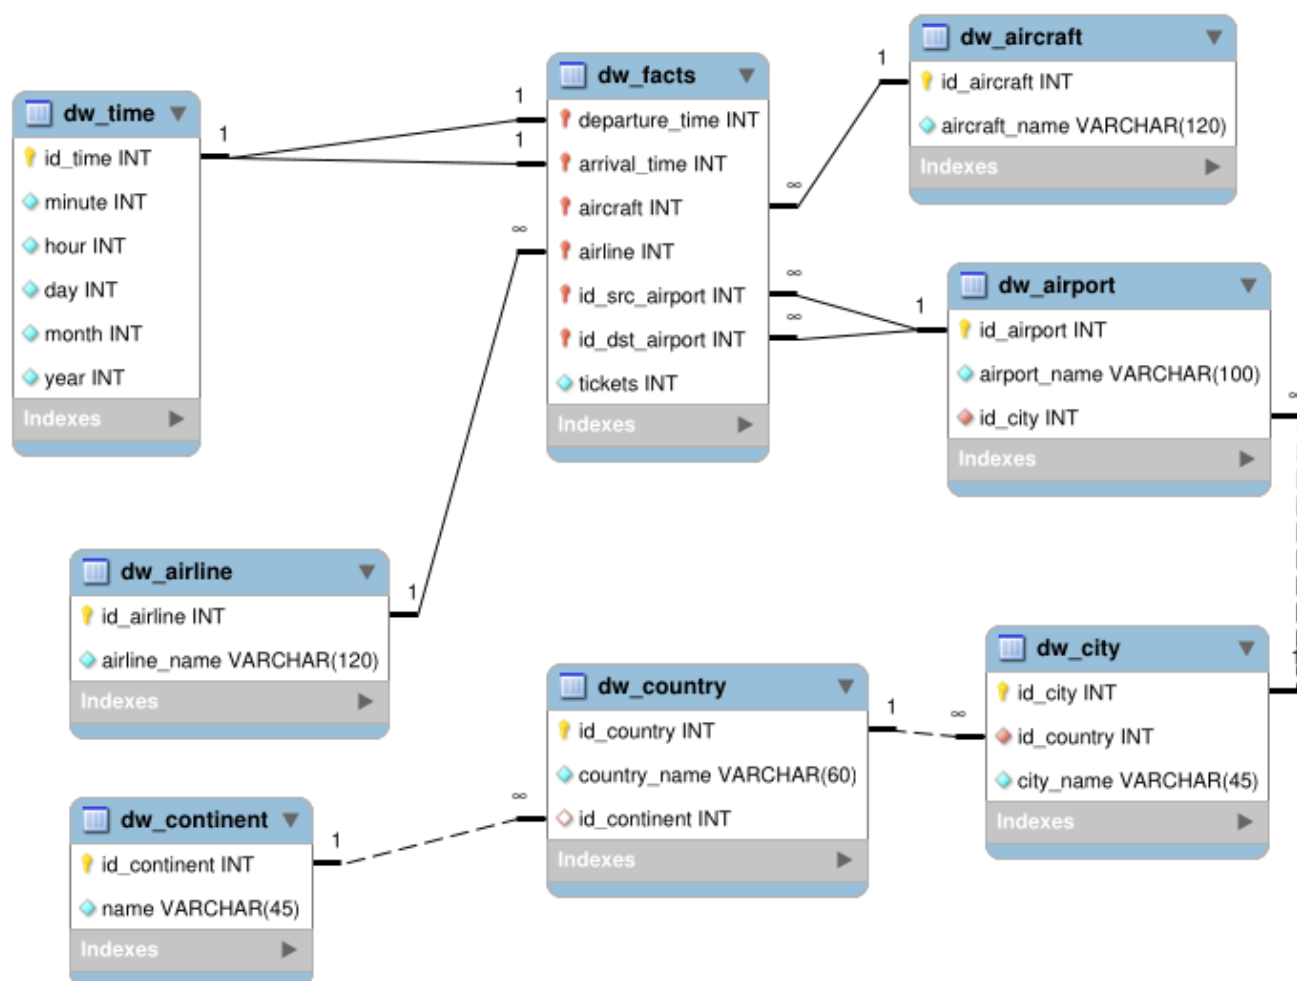 dw_time
id_time INT
minute INT
hour INT
day INT
month INT
year INT
Indexes
1
1
1
dw_facts
departure_time INT
arrival_time INT
aircraft INT
airline INT
id_src_airport INT
id_dst_airport INT
tickets INT
Indexes
∞
∞
∞
∞
1
dw_aircraft
id_aircraft INT
aircraft_name VARCHAR(120)
Indexes
1
dw_airport
id_airport INT
airport_name VARCHAR(100)
id_city INT
Indexes
∞
dw_airline
id_airline INT
airline_name VARCHAR(120)
Indexes
1
dw_country
id_country INT
country_name VARCHAR(60)
id_continent INT
Indexes
1
∞
∞
dw_city
id_city INT
id_country INT
city_name VARCHAR(45)
Indexes
dw_continent
id_continent INT
name VARCHAR(45)
Indexes
1